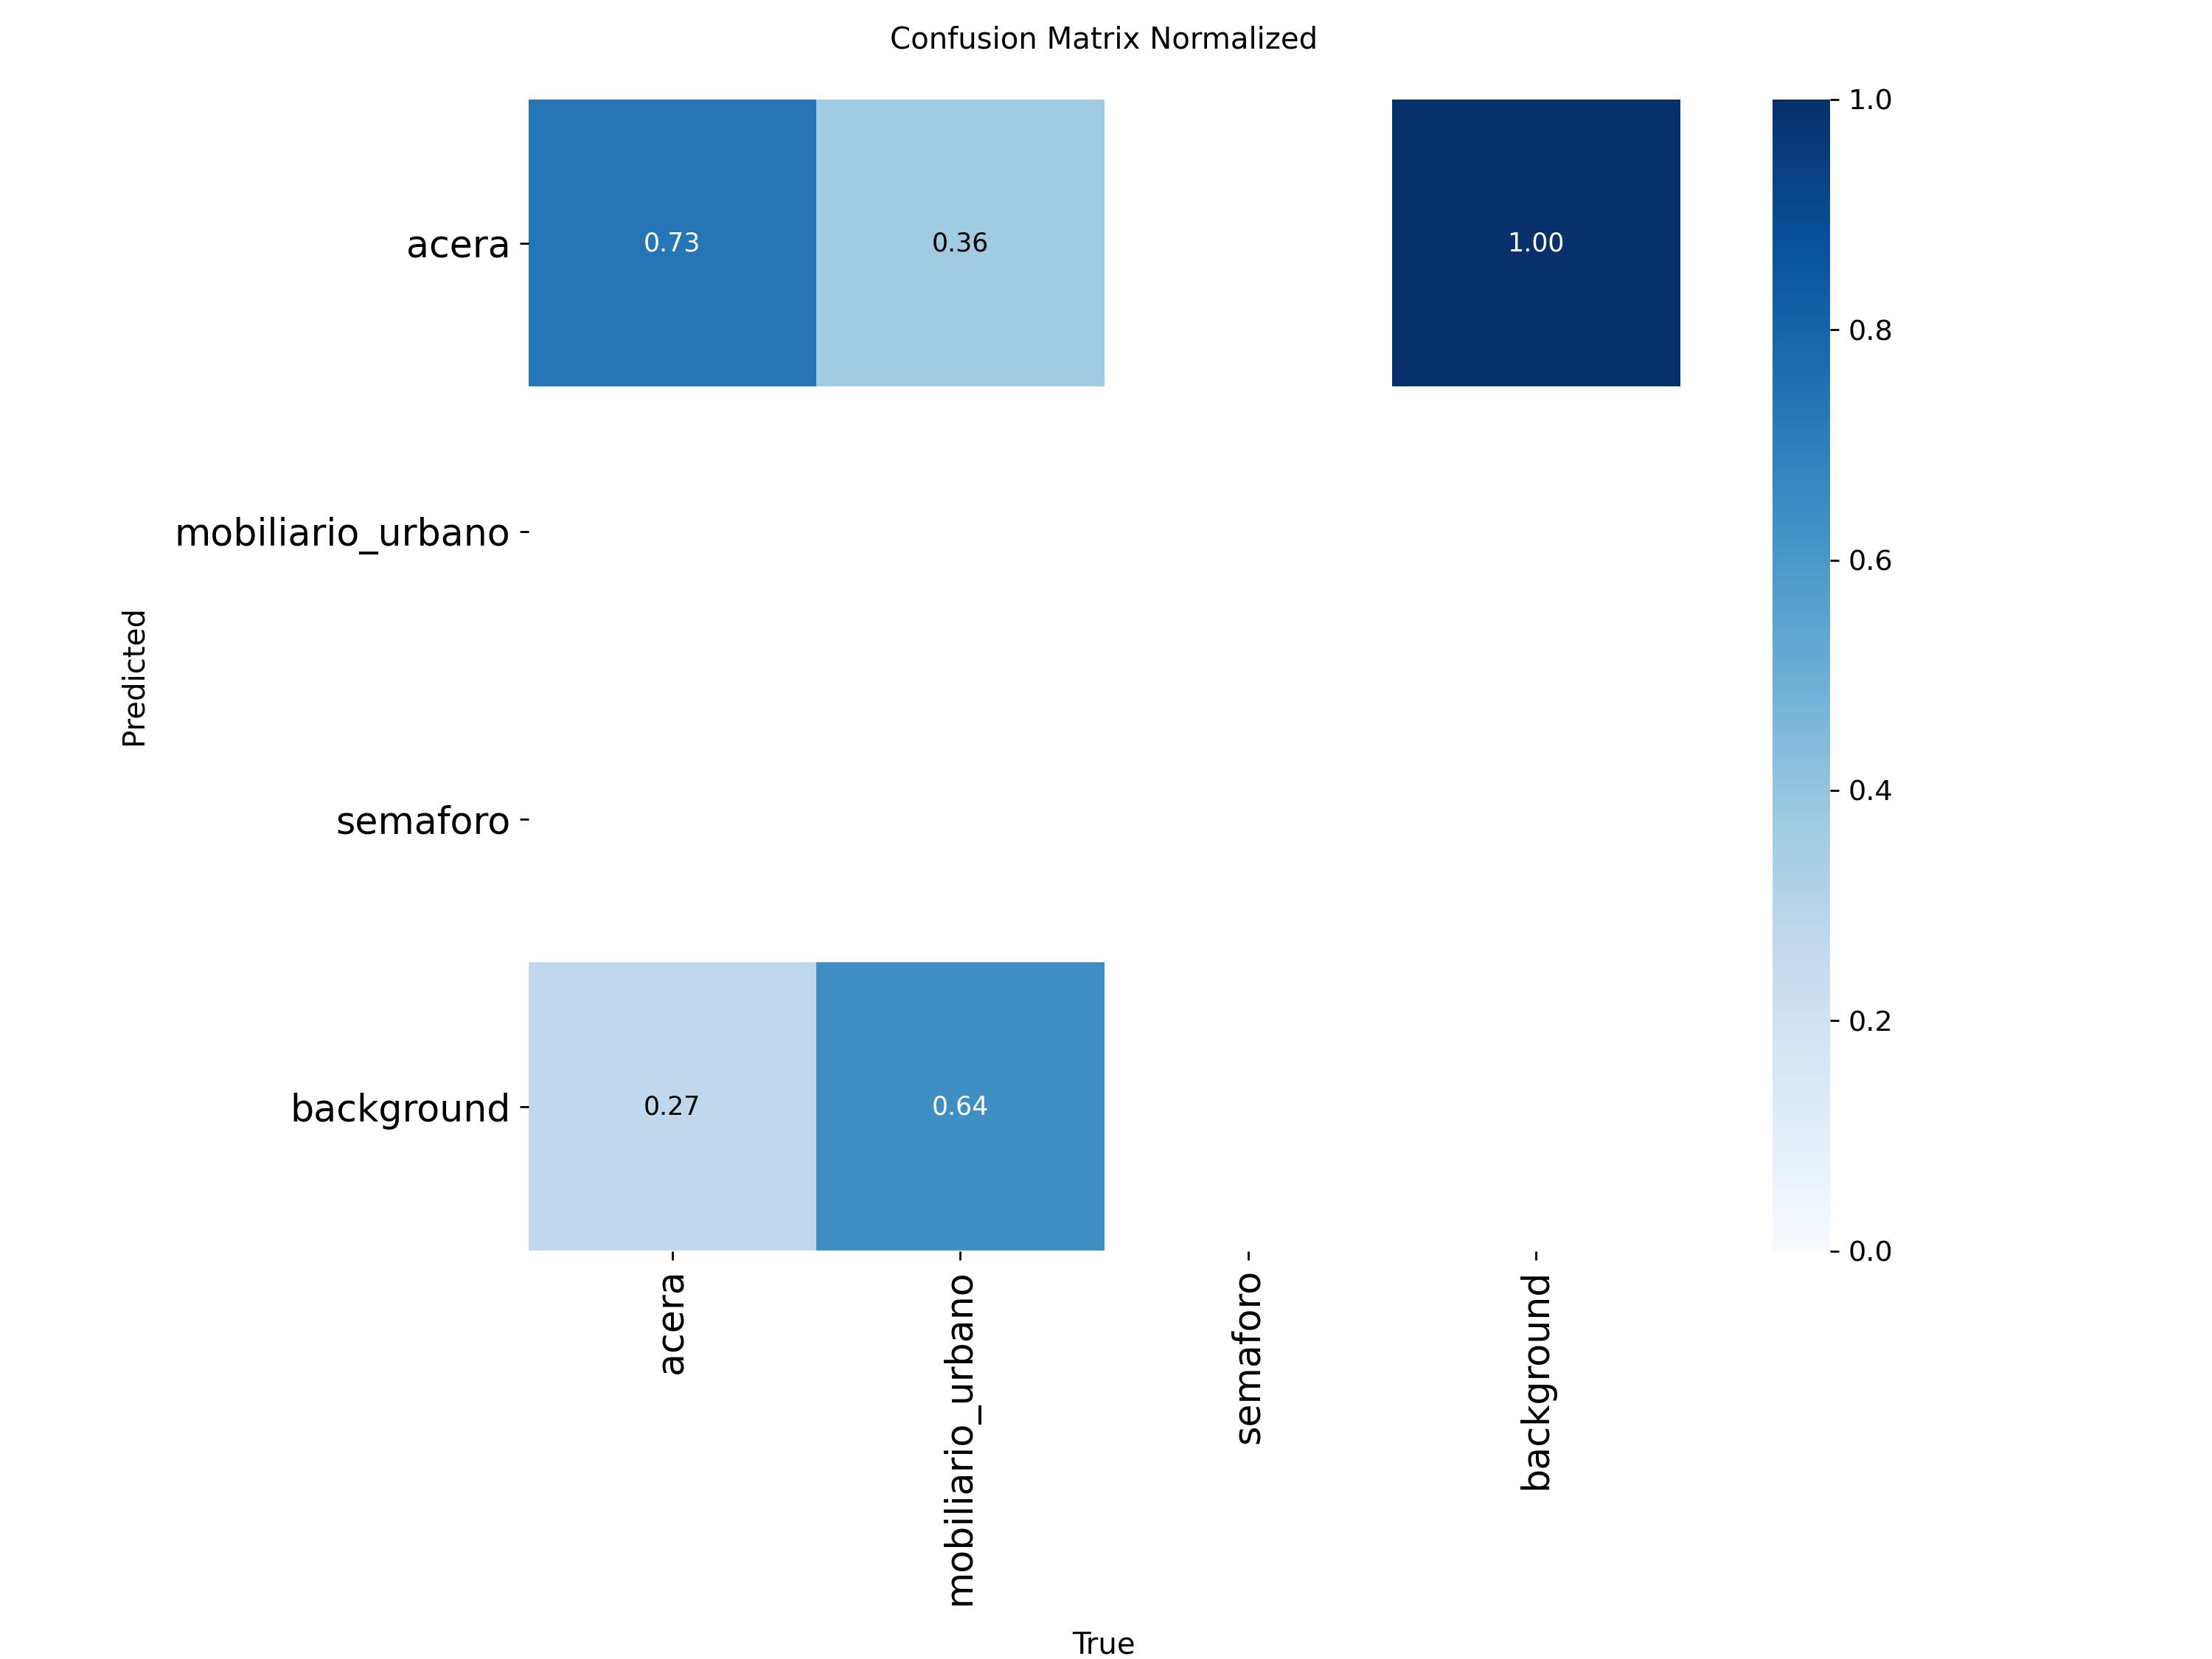 Confusion Matrix Normalized
acera
mobiliario_urbano
semaforo
background
Predicted
0.73
0.36
1.00
0.27
0.64
acera
mobiliario_urbano
semaforo
background
True
1.0
0.8
0.6
0.4
0.2
0.0